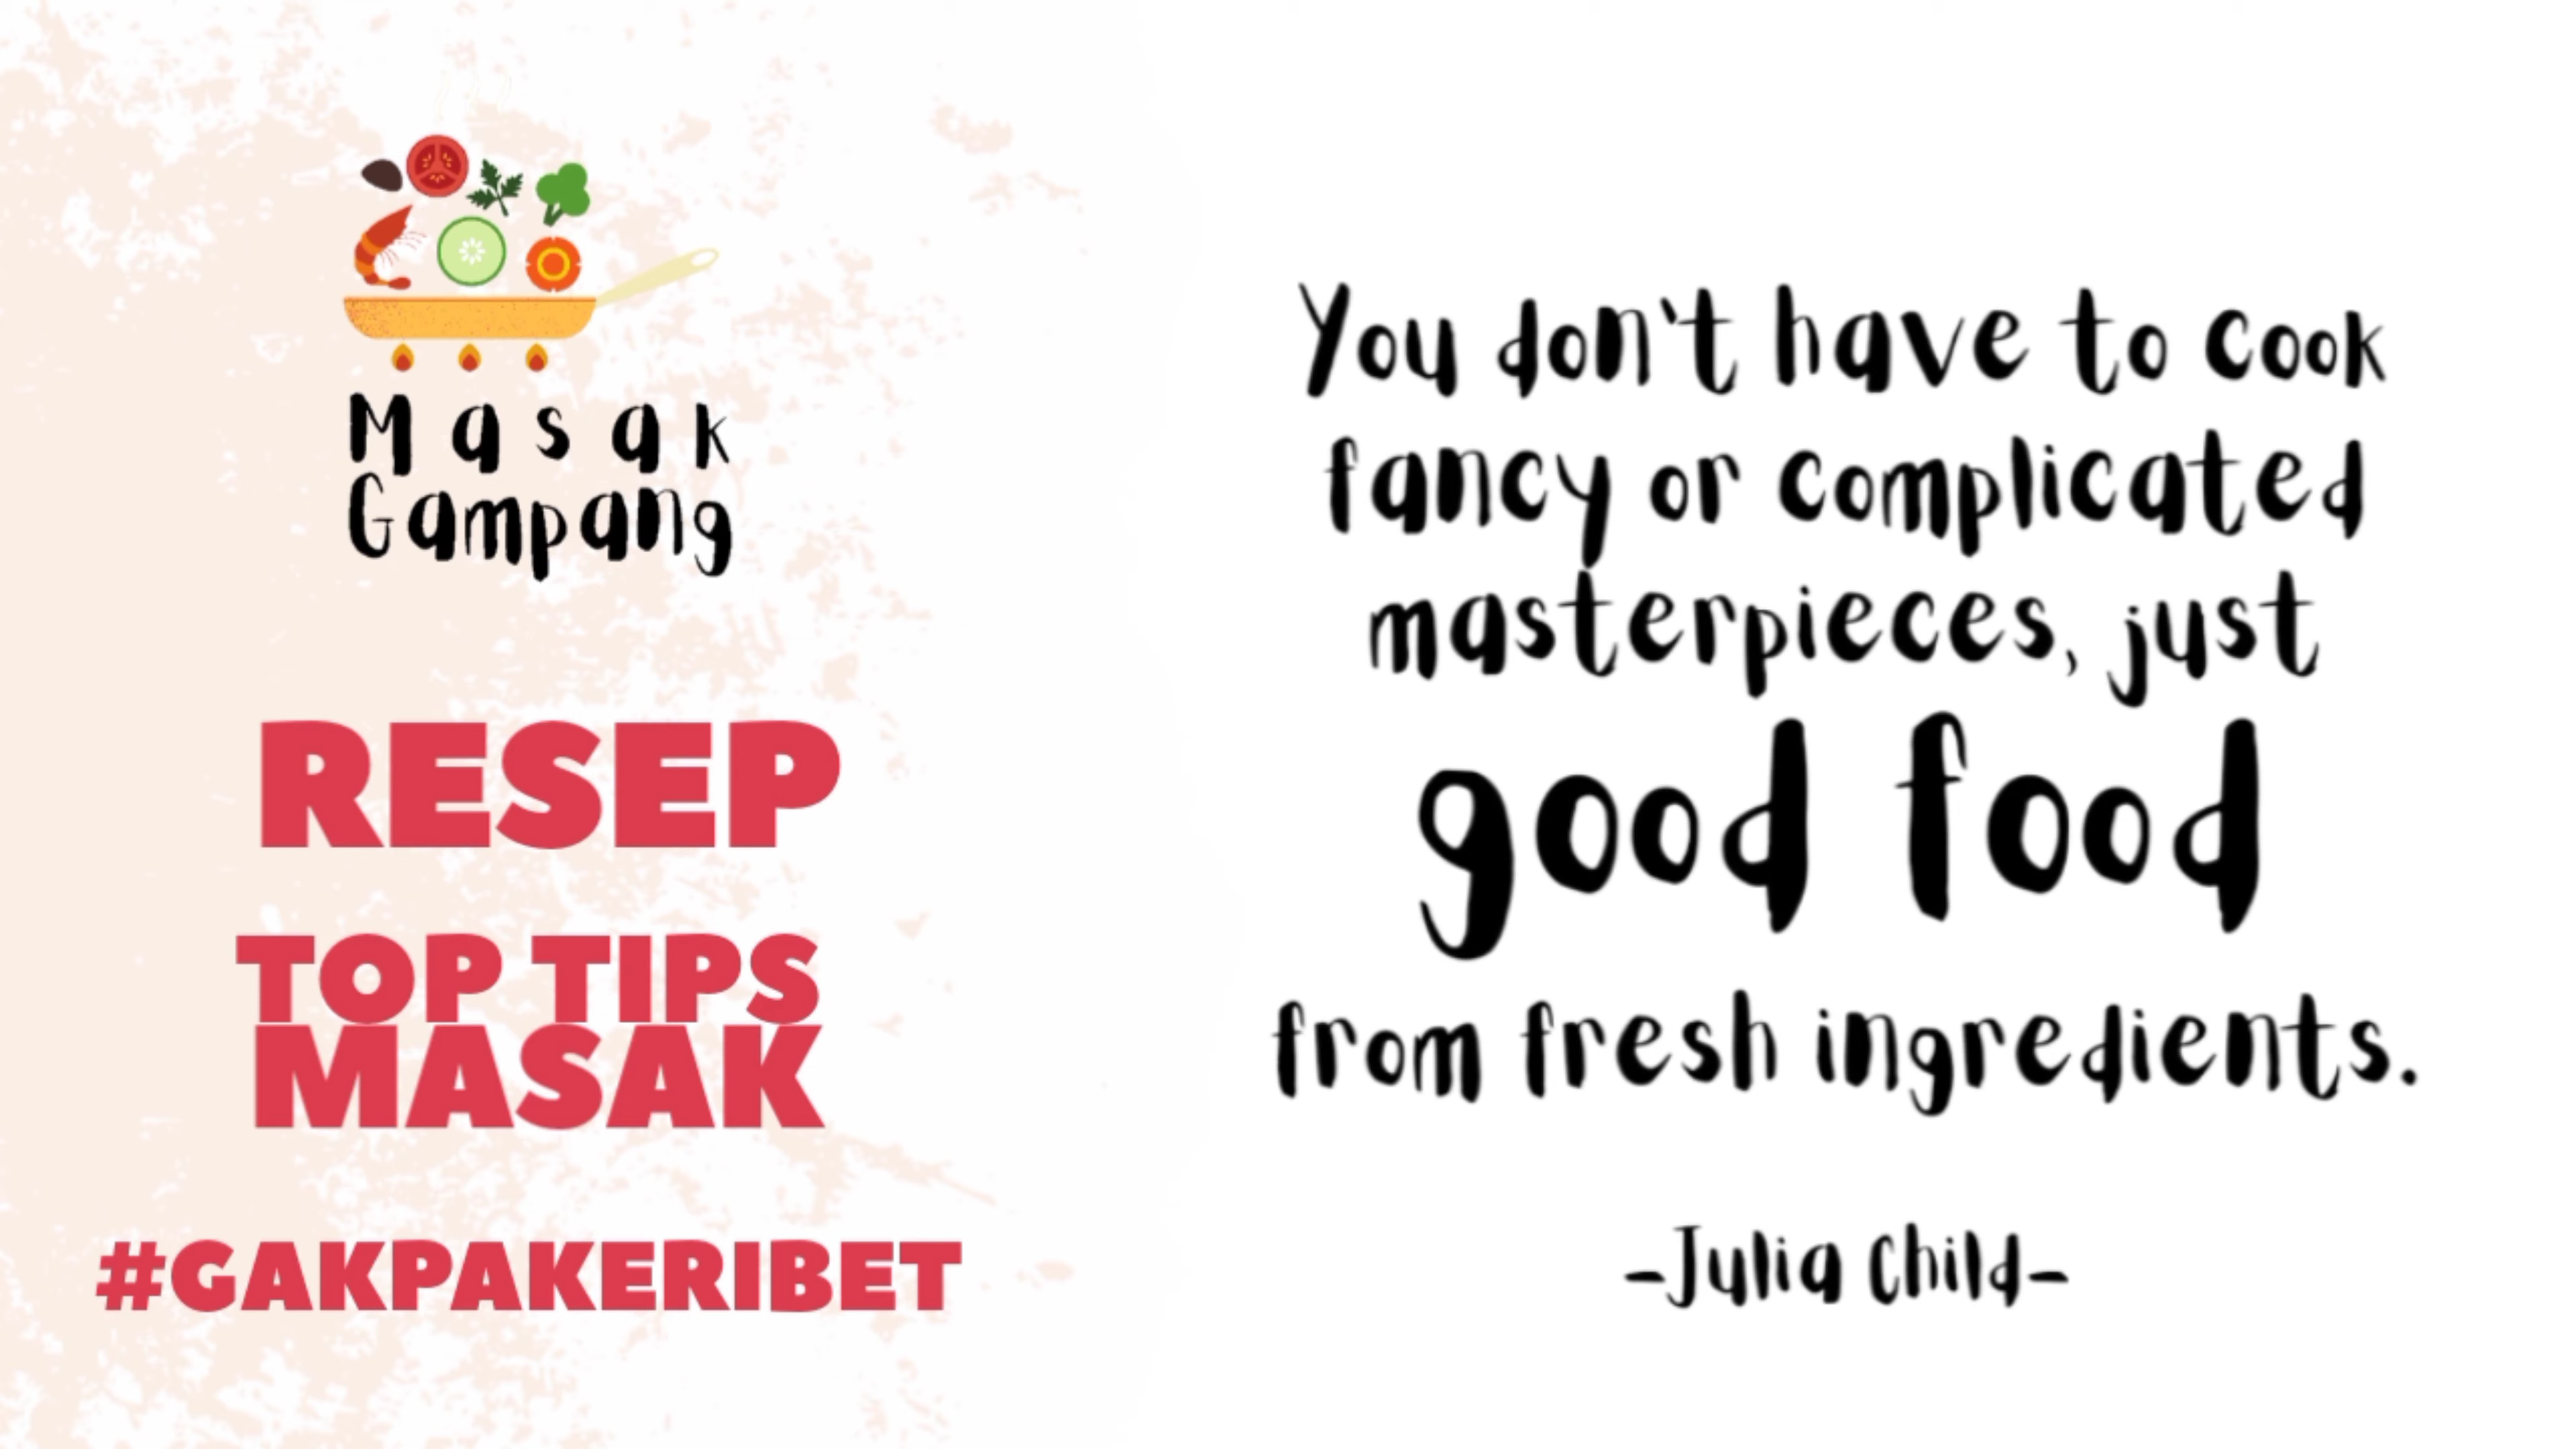 Masak
Gampang
RESEP
TOP TIPS
MASAK
#GAKPAKERIBET
You don't have to cook
fancy or complicated
masterpieces, just
good food
from fresh ingredients.
-Julia Child-